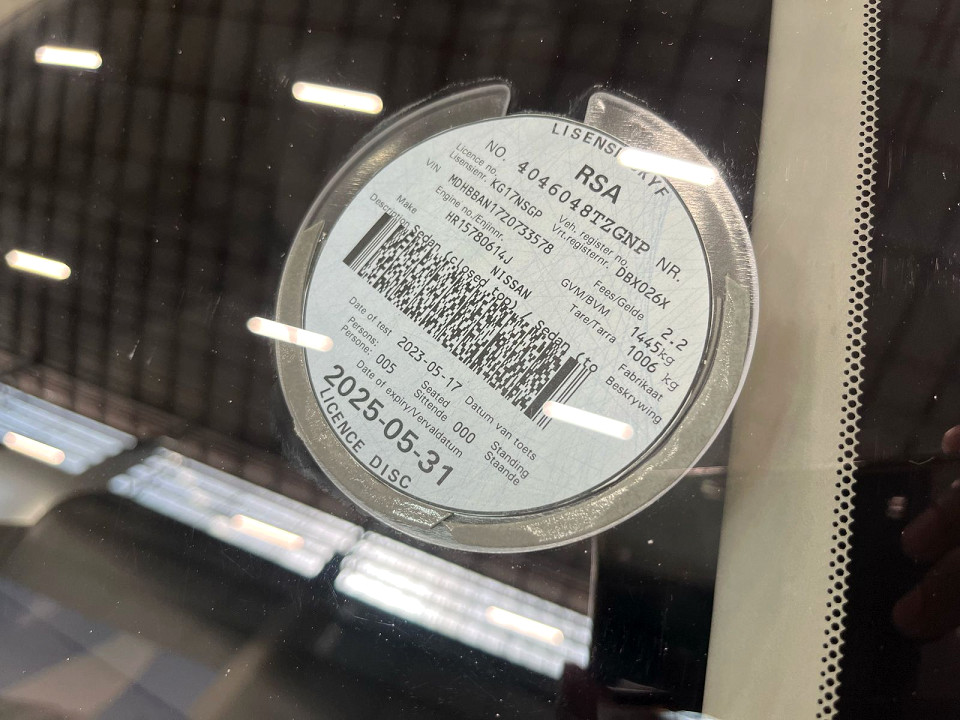 LISENSI KYF
RSA
NO. 4046048TZGNP NR.
Licence no. Veh. register no.
Lisensienr. KG17NSGP Vrt.registernr. DBX026X
VIN MDHBBAN17Z0733578 Fees/Gelde 2.2
Engine no./Enjinnr. GVM/BVM 1445kg
HR15780614J Tare/Tarra 1006 kg
Make NISSAN Fabrikaat
Description Sedan (closed top)/ Sedan (to Beskrywing
Date of test 2023-05-17 Datum van toets
Persons: Seated Standing
Persone: 005 Sittende 000 Staande
Date of expiry/Vervaldatum
2025-05-31
LICENCE DISC